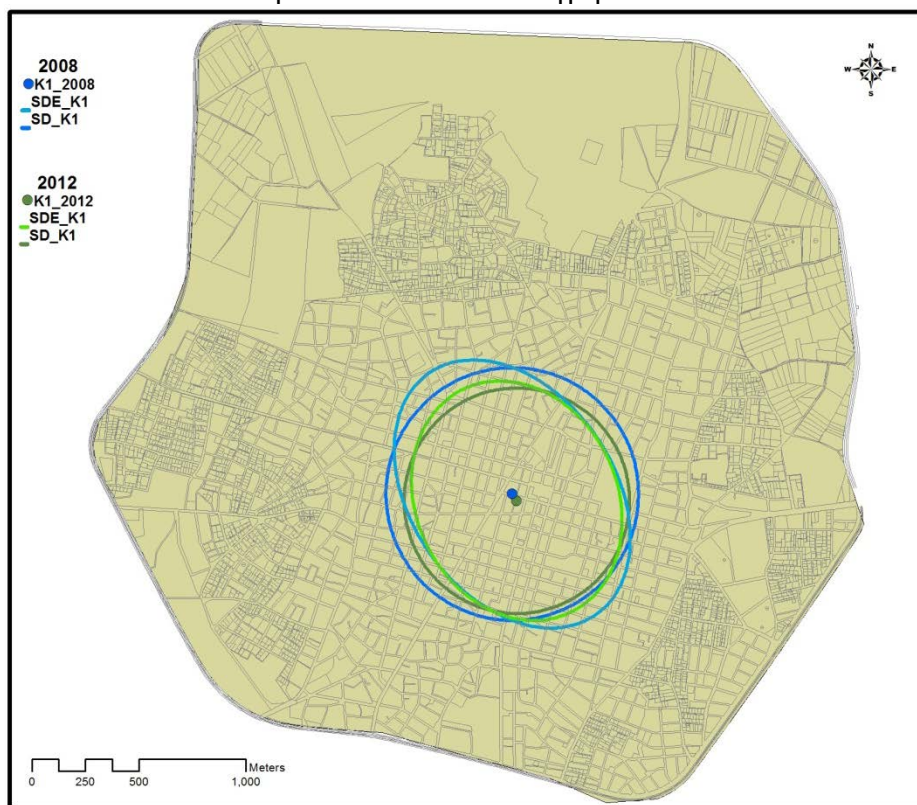 2008
K1_2008
SDE_K1
SD_K1
2012
K1_2012
SDE_K1
SD_K1
N
W E
S
Meters
0 250 500 1,000